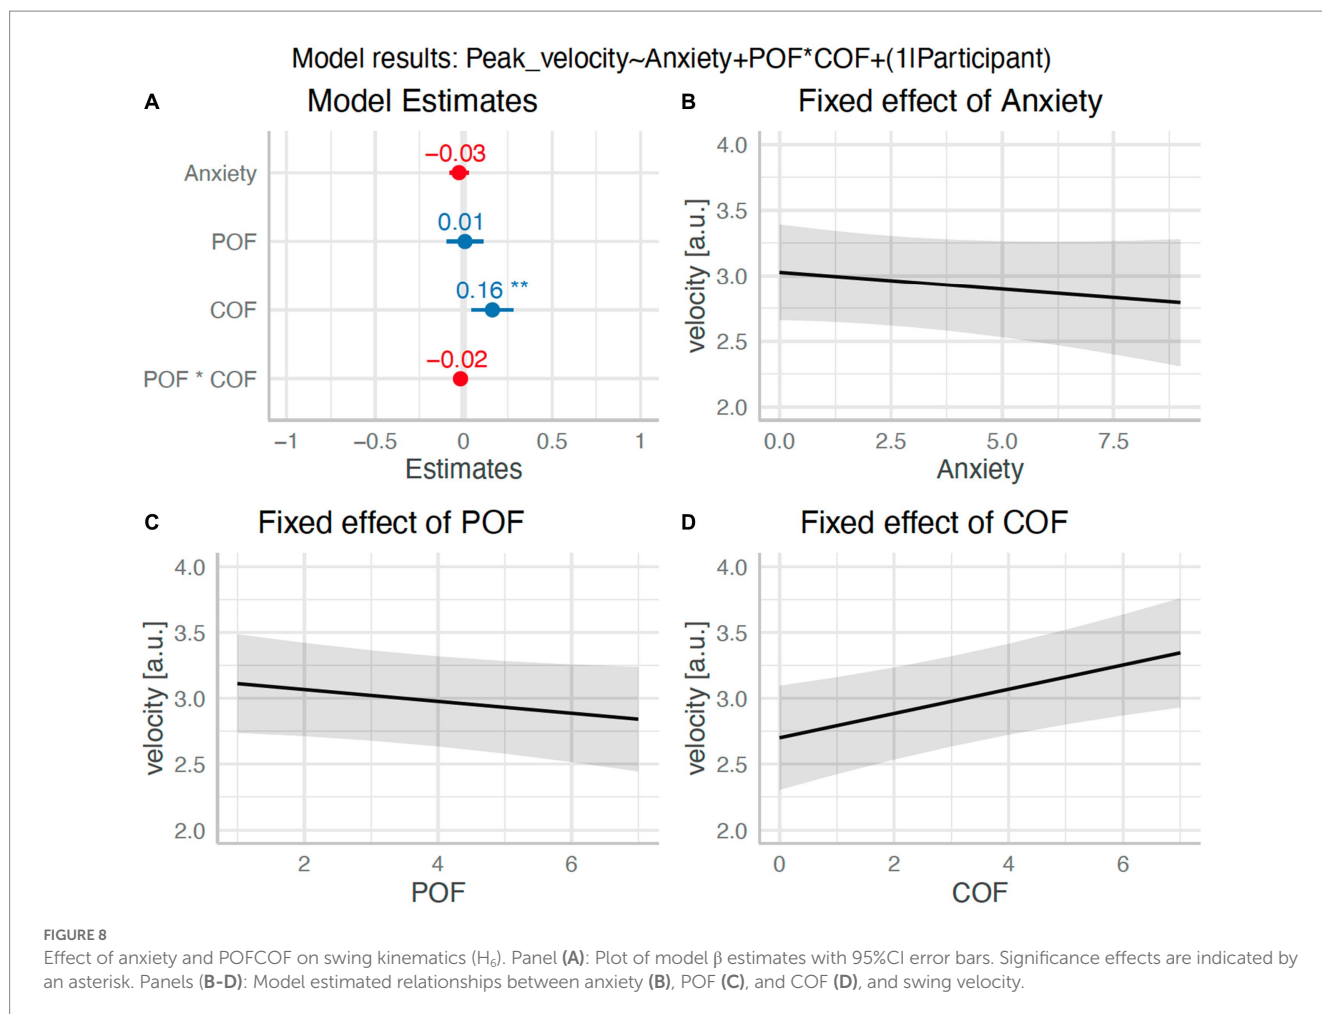 Model results: Peak_velocity~Anxiety+POF*COF+(1|Participant)
A
Model Estimates
Anxiety
POF
COF
POF * COF
−0.03
0.01
0.16 **
−0.02
−1
−0.5
0
0.5
1
Estimates
B
Fixed effect of Anxiety
velocity [a.u.]
4.0
3.5
3.0
2.5
2.0
0.0
2.5
5.0
7.5
Anxiety
C
Fixed effect of POF
velocity [a.u.]
4.0
3.5
3.0
2.5
2.0
2
4
6
POF
D
Fixed effect of COF
velocity [a.u.]
4.0
3.5
3.0
2.5
2.0
0
2
4
6
COF
FIGURE 8
Effect of anxiety and POFCOF on swing kinematics (H₆). Panel (A): Plot of model β estimates with 95%CI error bars. Significance effects are indicated by
an asterisk. Panels (B-D): Model estimated relationships between anxiety (B), POF (C), and COF (D), and swing velocity.